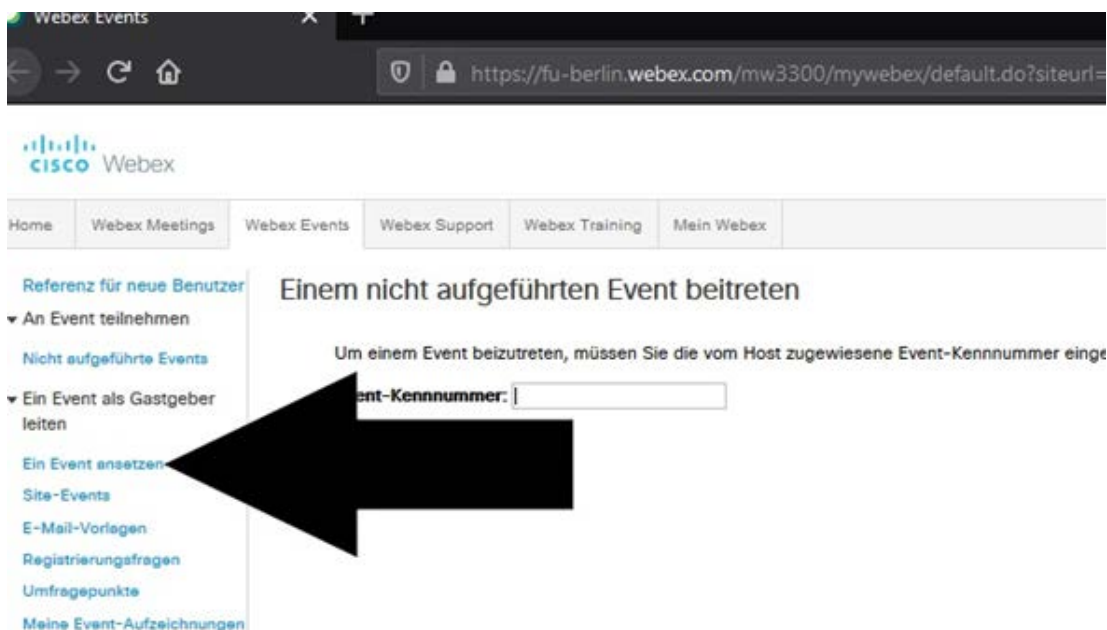 Webex Events
https://fu-berlin.webex.com/mw3300/mywebex/default.do?siteurl=
CISCO Webex
Home Webex Meetings Webex Events Webex Support Webex Training Mein Webex
Referenz für neue Benutzer
An Event teilnehmen
Nicht aufgeführte Events
Ein Event als Gastgeber
leiten
Ein Event ansetzen
Site-Events
E-Mail-Vorlagen
Registrierungsfragen
Umfragepunkte
Meine Event-Aufzeichnungen
Einem nicht aufgeführten Event beitreten
Um einem Event beizutreten, müssen Sie die vom Host zugewiesene Event-Kennnummer einge
ent-Kennnummer: